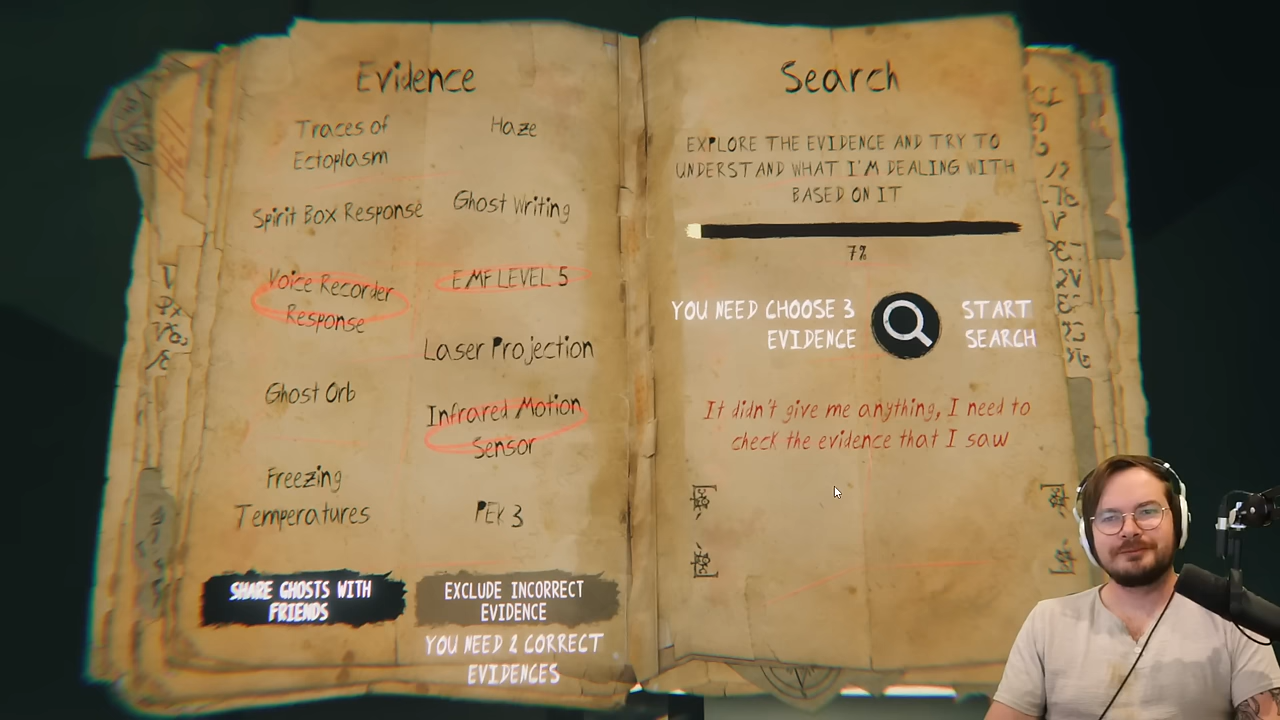 Evidence
Traces of
Ectoplasm
Haze
Spirit Box Response
Ghost Writing
Voice Recorder
Response
EMF LEVEL 5
Laser Projection
Ghost Orb
Infrared Motion
Sensor
Freezing
Temperatures
SHARE GHOSTS WITH
FRIENDS
EXCLUDE INCORRECT
EVIDENCE
YOU NEED 2 CORRECT
EVIDENCES
Search
EXPLORE THE EVIDENCE AND TRY TO
UNDERSTAND WHAT I'M DEALING WITH
BASED ON IT
7%
YOU NEED CHOOSE 3
EVIDENCE
START
SEARCH
It didn't give me anything, I need to
check the evidence that I saw